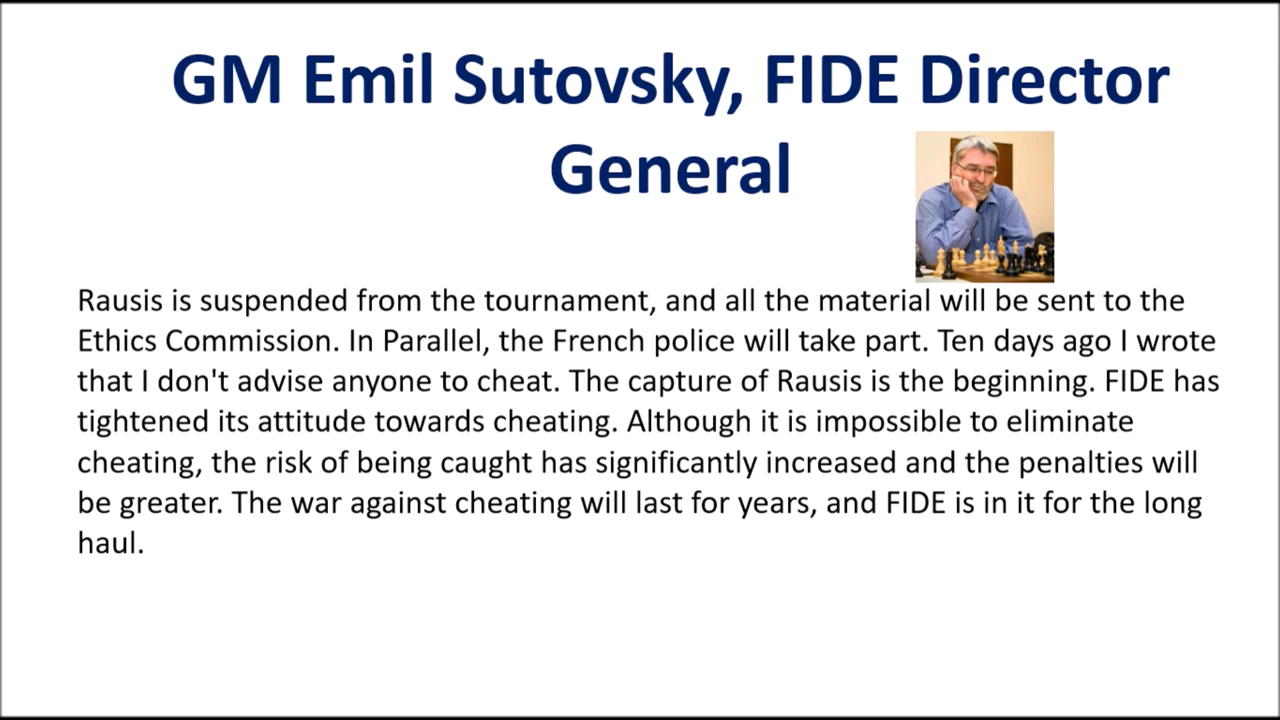 GM Emil Sutovsky, FIDE Director
General
Rausis is suspended from the tournament, and all the material will be sent to the
Ethics Commission. In Parallel, the French police will take part. Ten days ago I wrote
that I don't advise anyone to cheat. The capture of Rausis is the beginning. FIDE has
tightened its attitude towards cheating. Although it is impossible to eliminate
cheating, the risk of being caught has significantly increased and the penalties will
be greater. The war against cheating will last for years, and FIDE is in it for the long
haul.